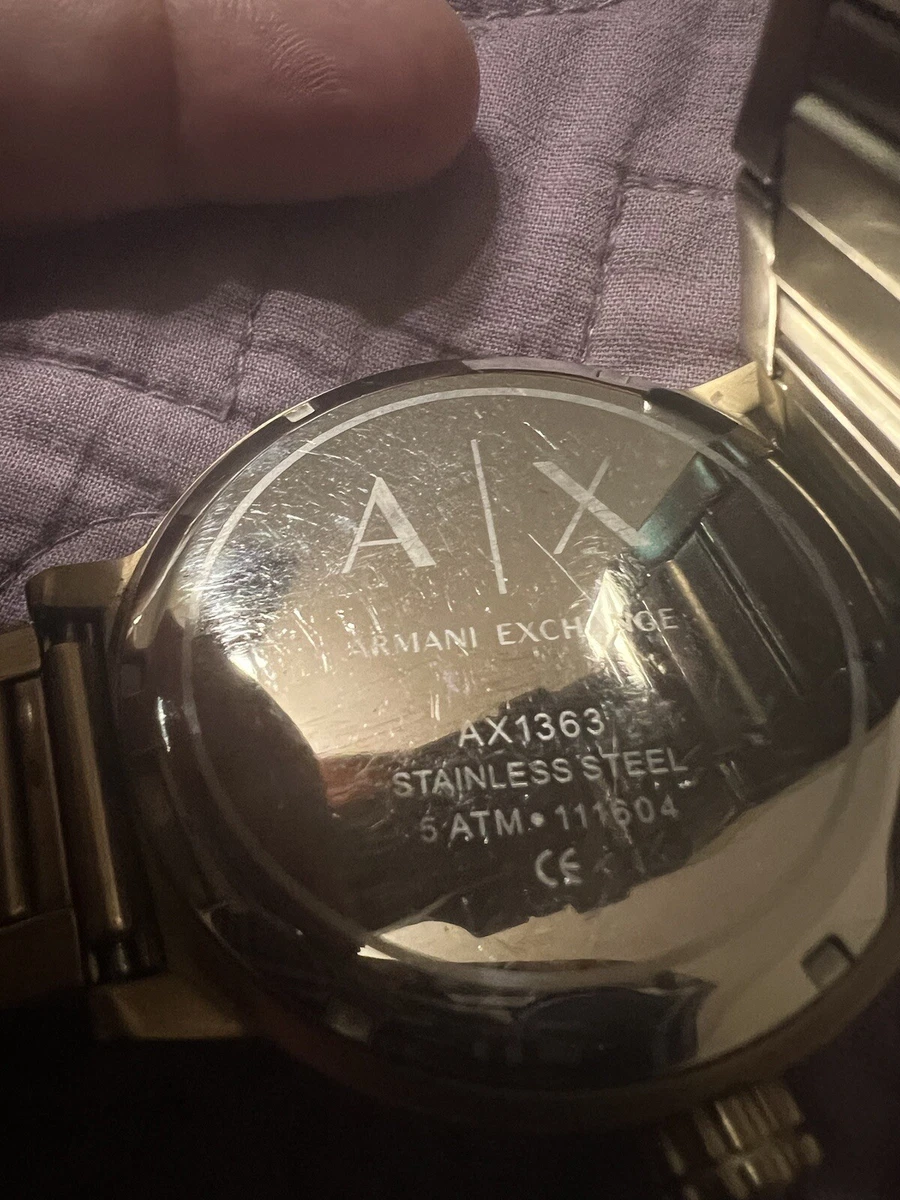 A|X
ARMANI EXCHANGE
AX1363
STAINLESS STEEL
5 ATM • 111604
CE